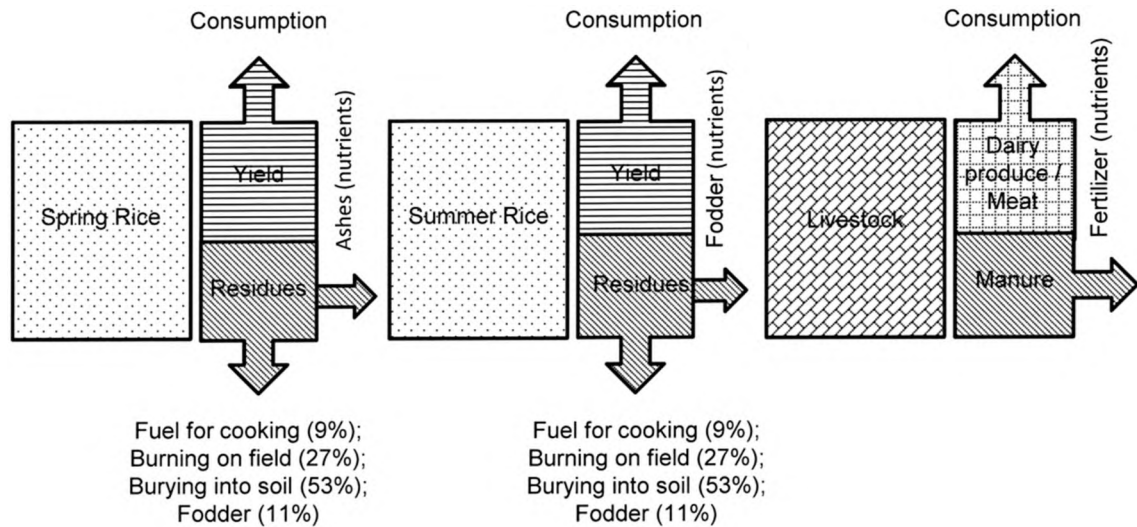 Consumption
Spring Rice
Yield
Residues
Ashes (nutrients)
Fuel for cooking (9%);
Burning on field (27%);
Burying into soil (53%);
Fodder (11%)
Consumption
Summer Rice
Yield
Residues
Fodder (nutrients)
Fuel for cooking (9%);
Burning on field (27%);
Burying into soil (53%);
Fodder (11%)
Consumption
Livestock
Dairy
produce /
Meat
Manure
Fertilizer (nutrients)